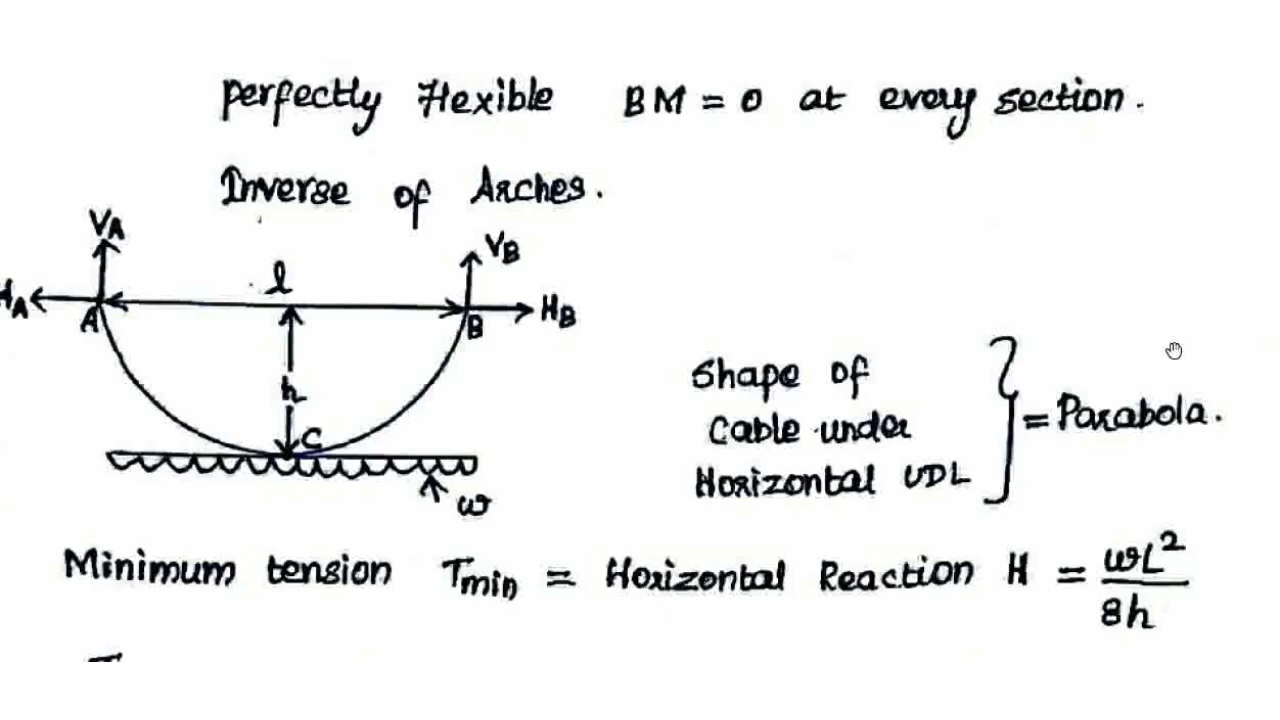 perfectly Flexible BM = 0 at every section.
Inverse of Arches.
VA
VB
l
HA
HB
A
B
h
C
w
Shape of
Cable under
Horizontal UDL
= Parabola.
Minimum tension Tmin = Horizontal Reaction H = wL²/8h